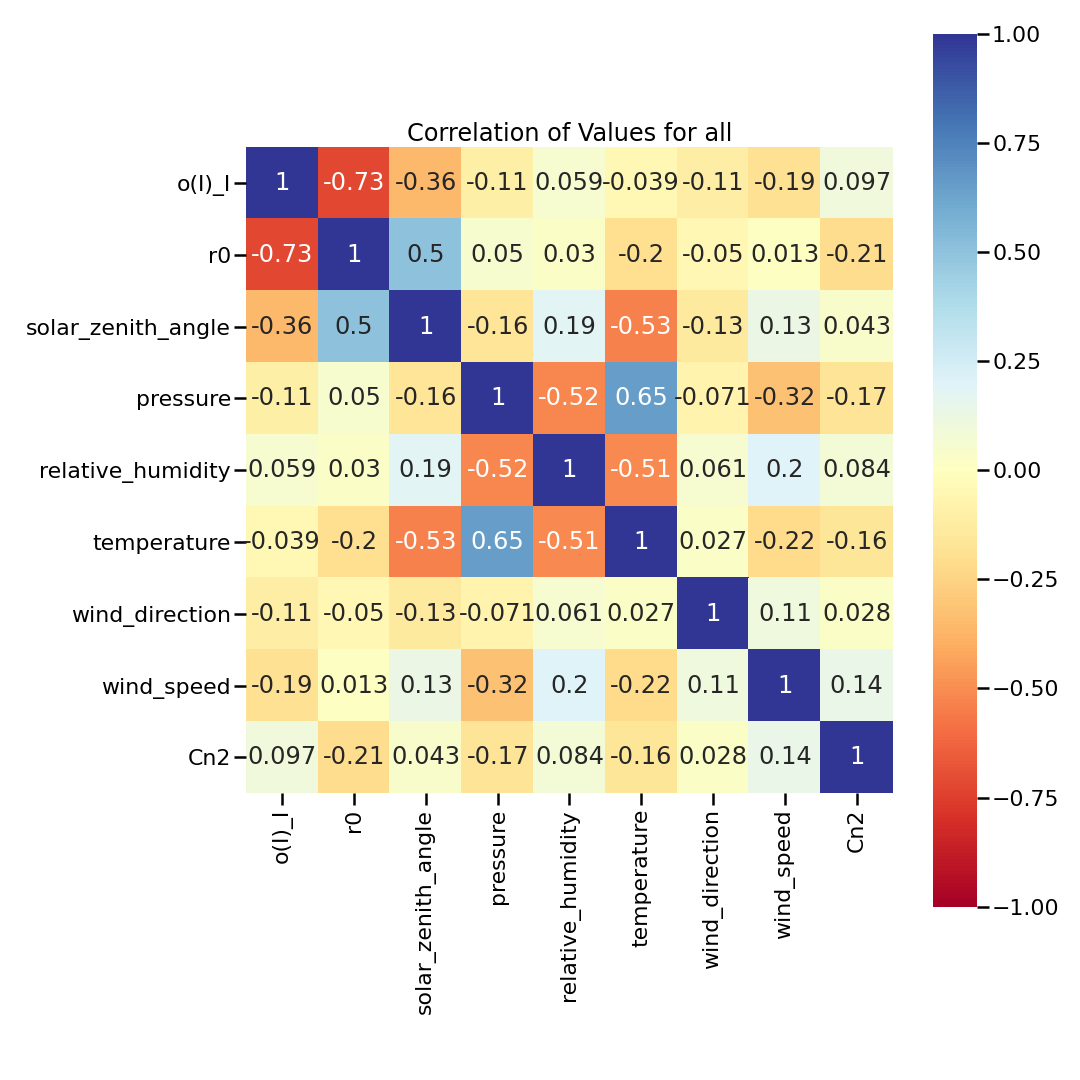 Correlation of Values for all
o(I)_I 1 -0.73 -0.36 -0.11 0.059 -0.039 -0.11 -0.19 0.097
r0 -0.73 1 0.5 0.05 0.03 -0.2 -0.05 0.013 -0.21
solar_zenith_angle -0.36 0.5 1 -0.16 0.19 -0.53 -0.13 0.13 0.043
pressure -0.11 0.05 -0.16 1 -0.52 0.65 -0.071 -0.32 -0.17
relative_humidity 0.059 0.03 0.19 -0.52 1 -0.51 0.061 0.2 0.084
temperature -0.039 -0.2 -0.53 0.65 -0.51 1 0.027 -0.22 -0.16
wind_direction -0.11 -0.05 -0.13 -0.071 0.061 0.027 1 0.11 0.028
wind_speed -0.19 0.013 0.13 -0.32 0.2 -0.22 0.11 1 0.14
Cn2 0.097 -0.21 0.043 -0.17 0.084 -0.16 0.028 0.14 1
o(I)_I
r0
solar_zenith_angle
pressure
relative_humidity
temperature
wind_direction
wind_speed
Cn2
1.00
0.75
0.50
0.25
0.00
−0.25
−0.50
−0.75
−1.00